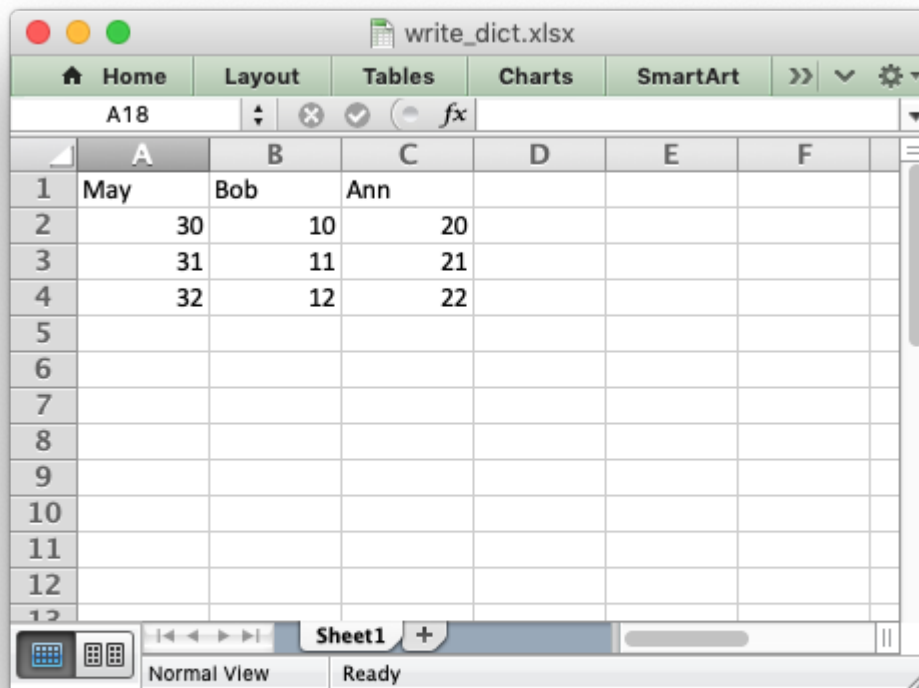 write_dict.xlsx
Home Layout Tables Charts SmartArt
A18 fx
A B C D E F
1 May Bob Ann
2 30 10 20
3 31 11 21
4 32 12 22
5
6
7
8
9
10
11
12
13
Sheet1 +
Normal View Ready